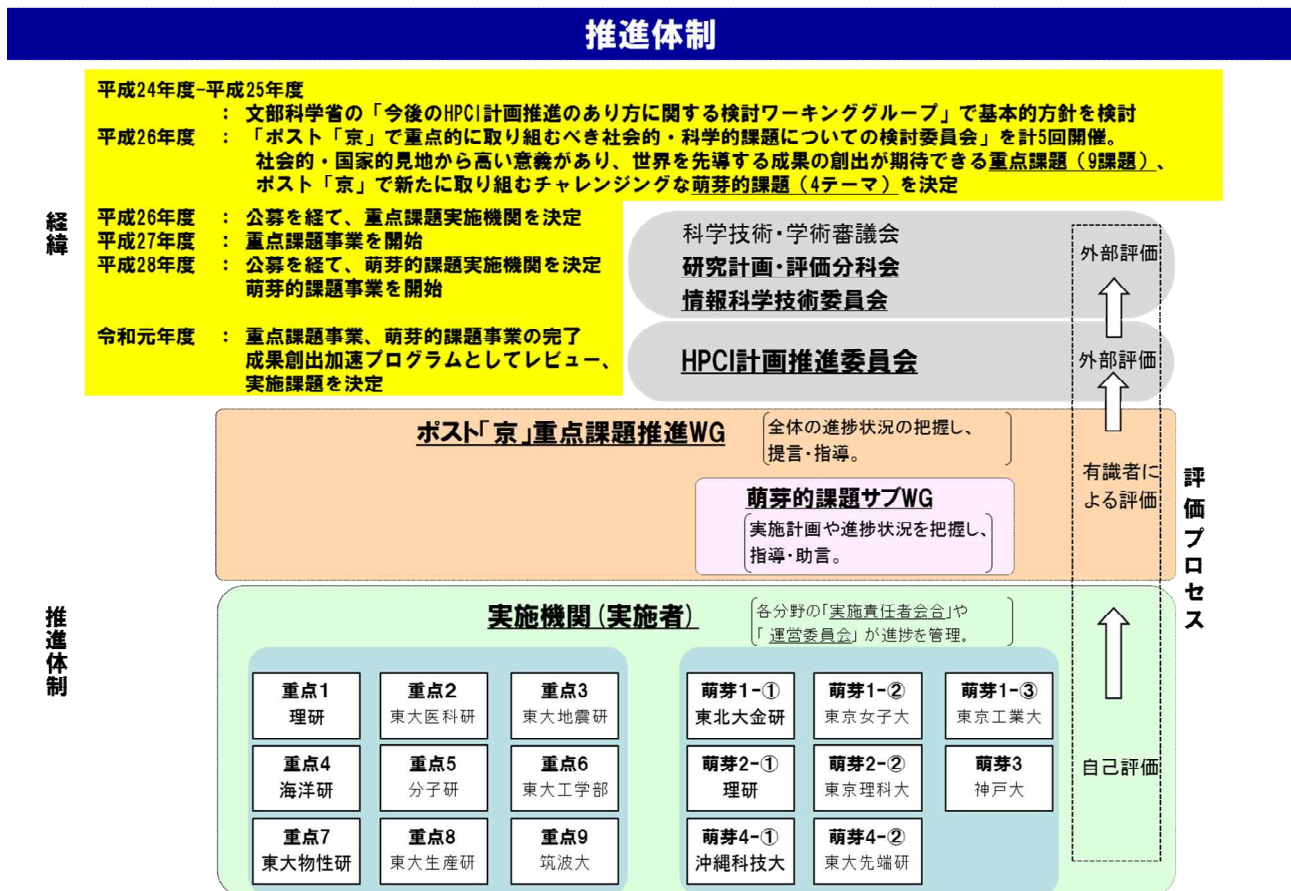 推進体制
平成24年度-平成25年度
： 文部科学省の「今後のHPCI計画推進のあり方に関する検討ワーキンググループ」で基本的方針を検討
平成26年度 ： 「ポスト「京」で重点的に取り組むべき社会的・科学的課題についての検討委員会」を計5回開催。
社会的・国家的見地から高い意義があり、世界を先導する成果の創出が期待できる重点課題（9課題）、
ポスト「京」で新たに取り組むチャレンジングな萌芽的課題（4テーマ）を決定
経緯
平成26年度 ： 公募を経て、重点課題実施機関を決定
平成27年度 ： 重点課題事業を開始
平成28年度 ： 公募を経て、萌芽的課題実施機関を決定
萌芽的課題事業を開始
令和元年度 ： 重点課題事業、萌芽的課題事業の完了
成果創出加速プログラムとしてレビュー、
実施課題を決定
科学技術・学術審議会
研究計画・評価分科会
情報科学技術委員会
外部評価
HPCI計画推進委員会
外部評価
ポスト「京」重点課題推進WG
全体の進捗状況の把握し、
提言・指導。
萌芽的課題サブWG
実施計画や進捗状況を把握し、
指導・助言。
有識者に
よる評価
評価プロセス
推進体制
実施機関（実施者）
各分野の「実施責任者会合」や
「運営委員会」が進捗を管理。
重点1
理研
重点2
東大医科研
重点3
東大地震研
重点4
海洋研
重点5
分子研
重点6
東大工学部
重点7
東大物性研
重点8
東大生産研
重点9
筑波大
萌芽1-①
東北大金研
萌芽1-②
東京女子大
萌芽1-③
東京工業大
萌芽2-①
理研
萌芽2-②
東京理科大
萌芽3
神戸大
萌芽4-①
沖縄科技大
萌芽4-②
東大先端研
自己評価